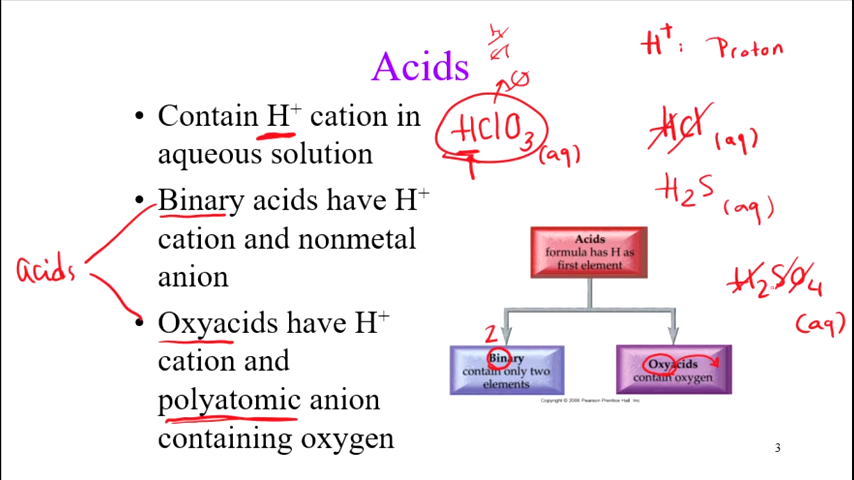 Acids
• Contain H⁺ cation in
aqueous solution
• Binary acids have H⁺
cation and nonmetal
anion
• Oxyacids have H⁺
cation and
polyatomic anion
containing oxygen
acids
HClO₃
(aq)
H⁺: Proton
HCl (aq)
H₂S (aq)
H₂SO₄
(aq)
Acids
formula has H as
first element
2
Binary
contain only two
elements
Oxyacids
contain oxygen
Copyright © 2006 Pearson Prentice Hall, Inc.
3